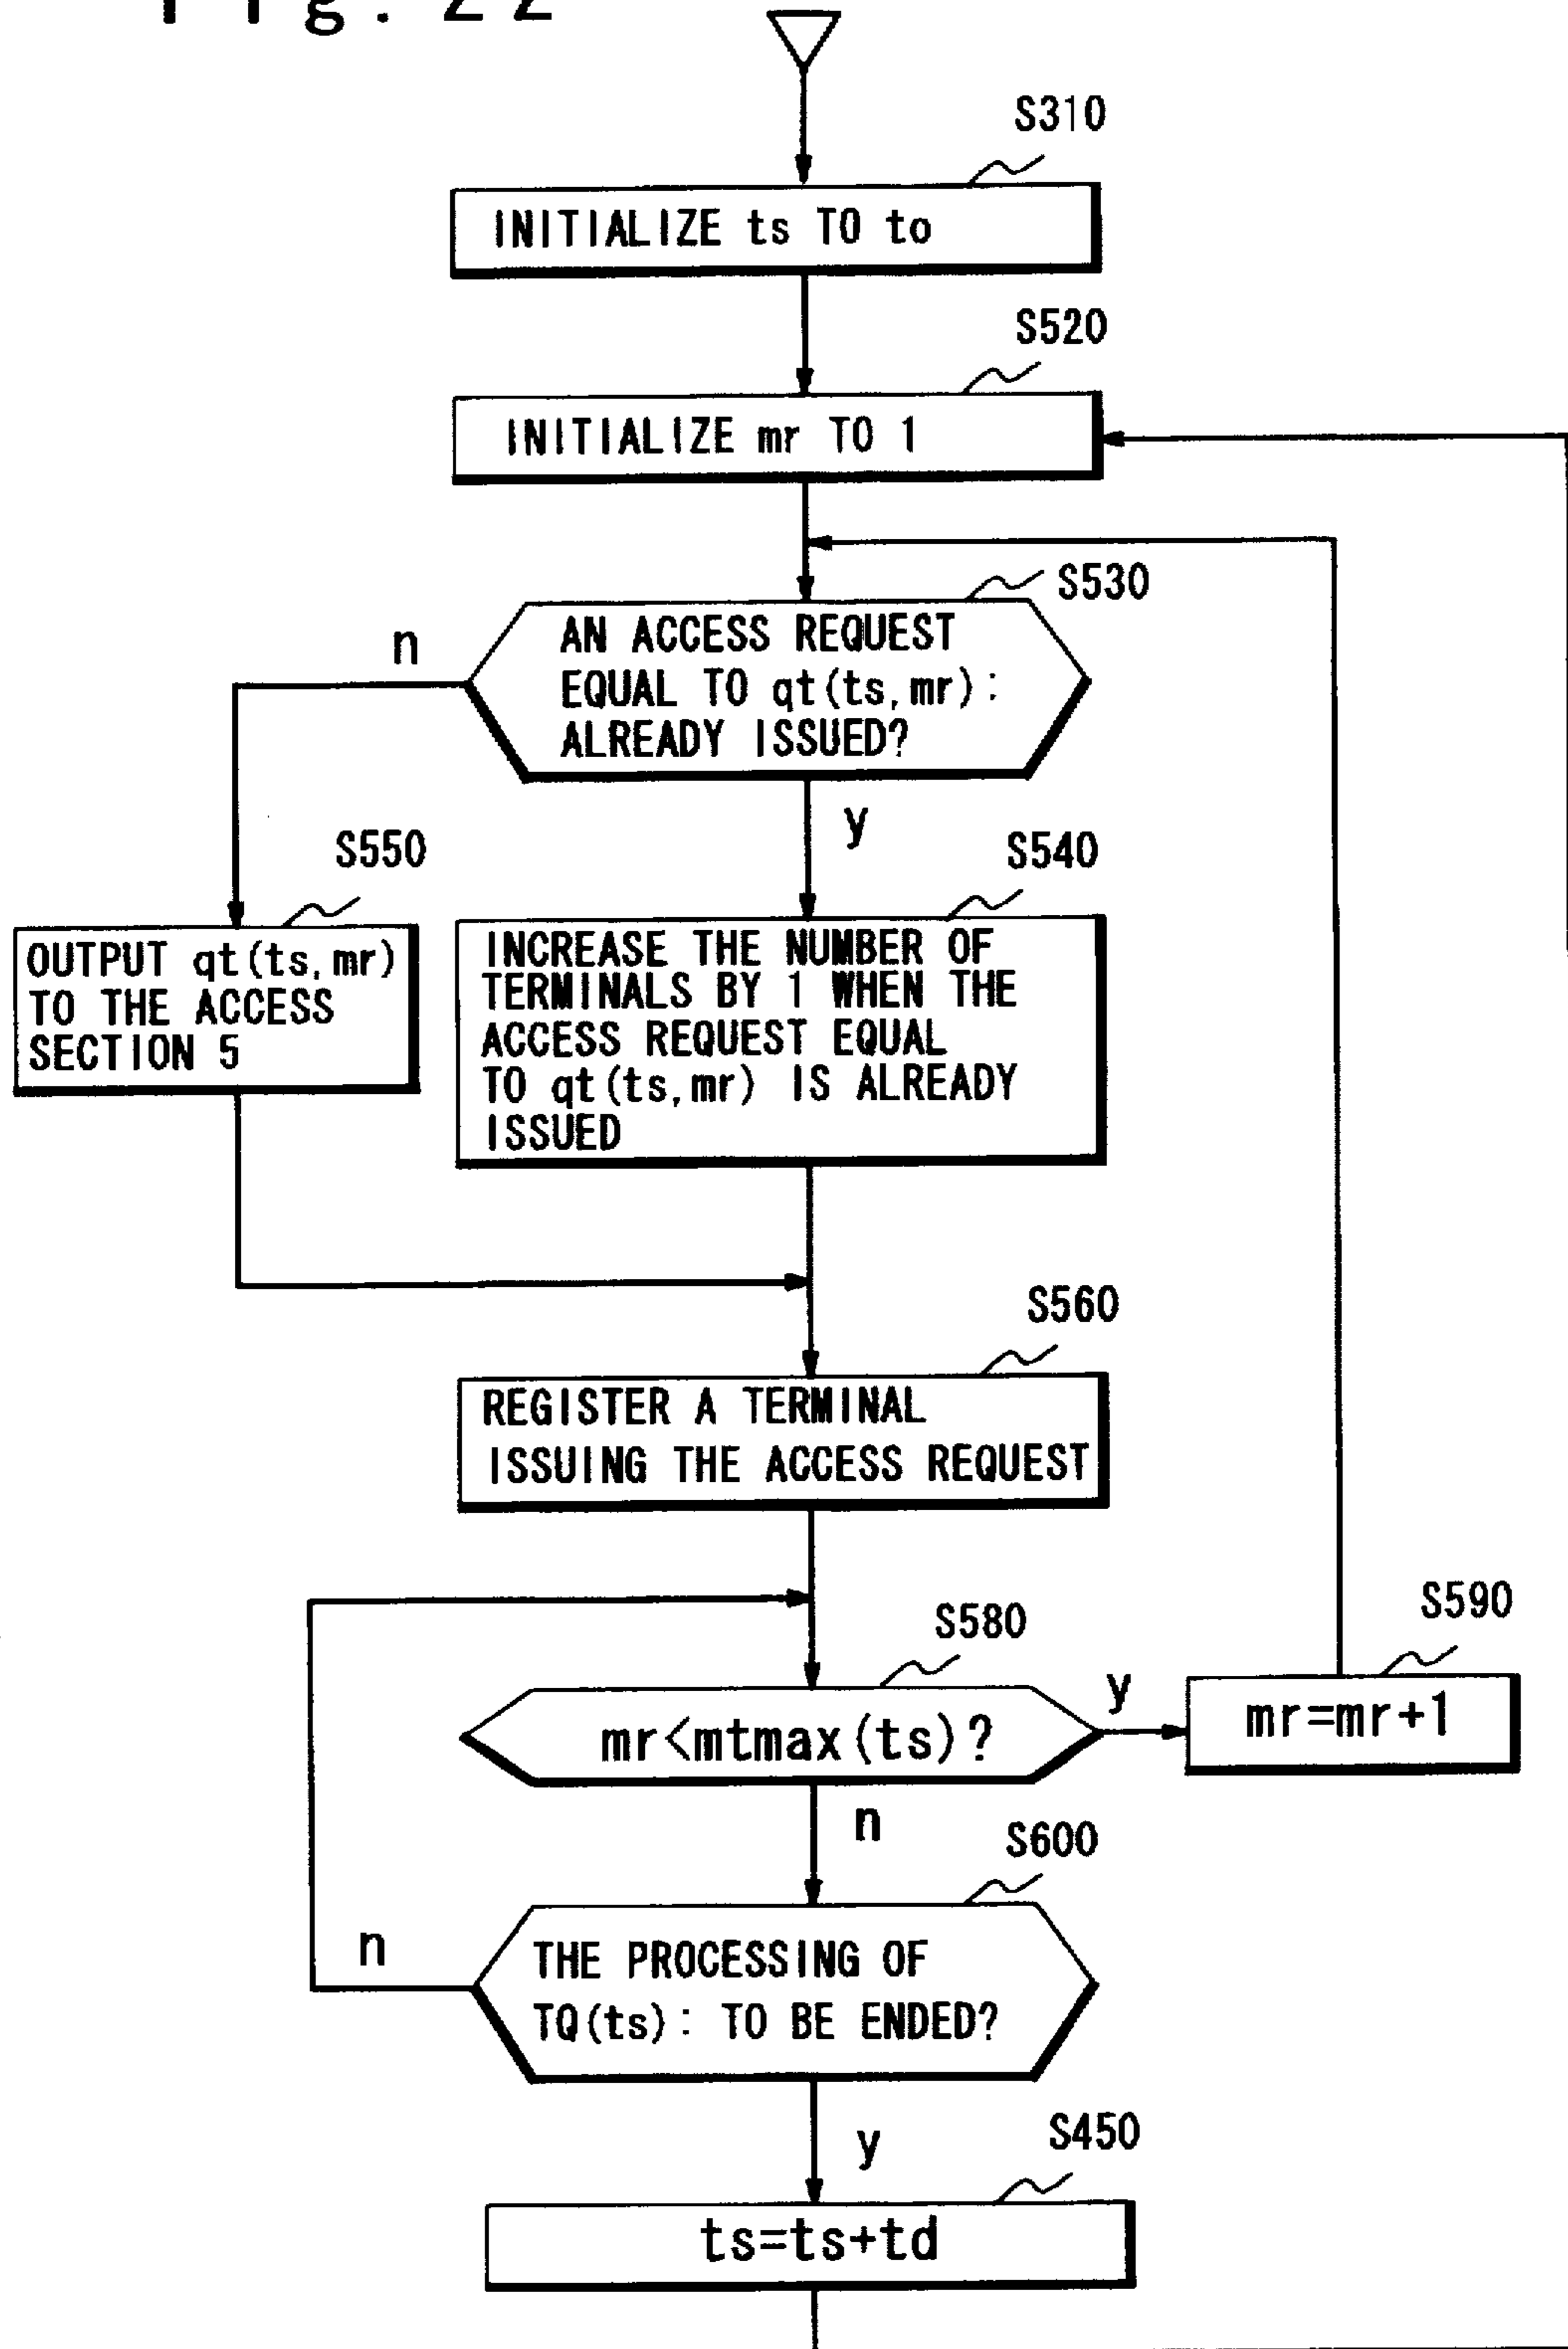 Fig. 22
S310
INITIALIZE ts TO to
S520
INITIALIZE mr TO 1
S530
n
AN ACCESS REQUEST
EQUAL TO qt(ts,mr):
ALREADY ISSUED?
y
S550
S540
OUTPUT qt(ts,mr)
TO THE ACCESS
SECTION 5
INCREASE THE NUMBER OF
TERMINALS BY 1 WHEN THE
ACCESS REQUEST EQUAL
TO qt(ts,mr) IS ALREADY
ISSUED
S560
REGISTER A TERMINAL
ISSUING THE ACCESS REQUEST
S580
S590
mr<mtmax(ts)?
y
mr=mr+1
n
S600
n
THE PROCESSING OF
TQ(ts): TO BE ENDED?
y
S450
ts=ts+td